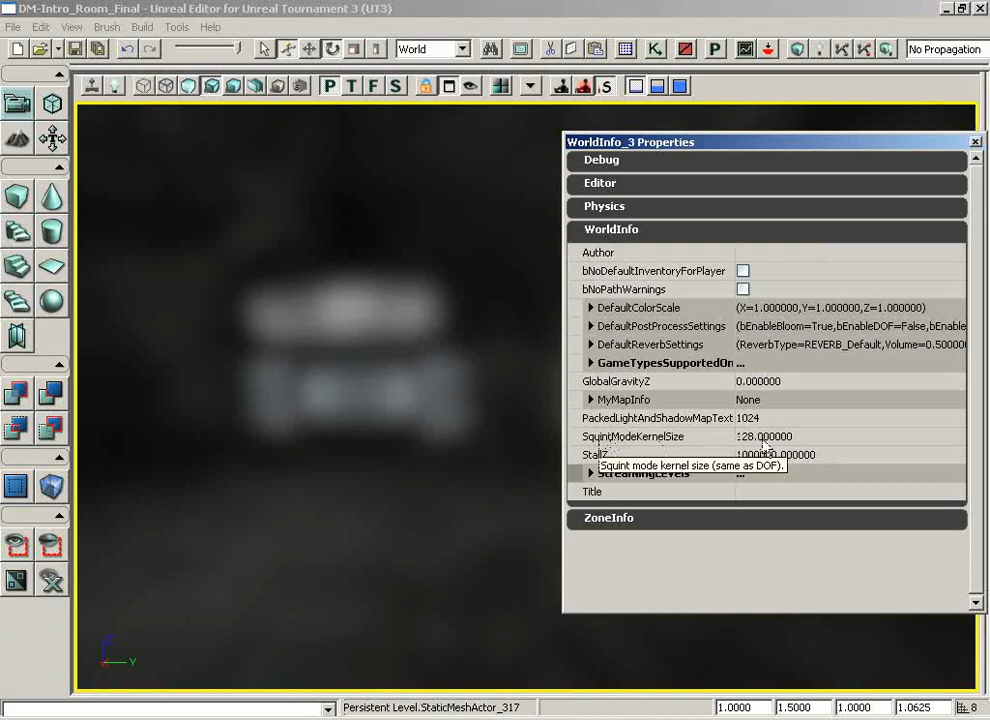 DM-Intro_Room_Final - Unreal Editor for Unreal Tournament 3 (UT3)
File Edit View Brush Build Tools Help
World
No Propagation
P T F S
WorldInfo_3 Properties
Debug
Editor
Physics
WorldInfo
Author
bNoDefaultInventoryForPlayer
bNoPathWarnings
DefaultColorScale (X=1.000000,Y=1.000000,Z=1.000000)
DefaultPostProcessSettings (bEnableBloom=True,bEnableDOF=False,bEnable
DefaultReverbSettings (ReverbType=REVERB_Default,Volume=0.50000
GameTypesSupportedOn ...
GlobalGravityZ 0.000000
MyMapInfo None
PackedLightAndShadowMapText 1024
SquintModeKernelSize 128.000000
Squint mode kernel size (same as DOF).
StreamingLevels ...
Title
ZoneInfo
Z
X Y
Persistent Level.StaticMeshActor_317 1.0000 1.5000 1.0000 1.0625 8